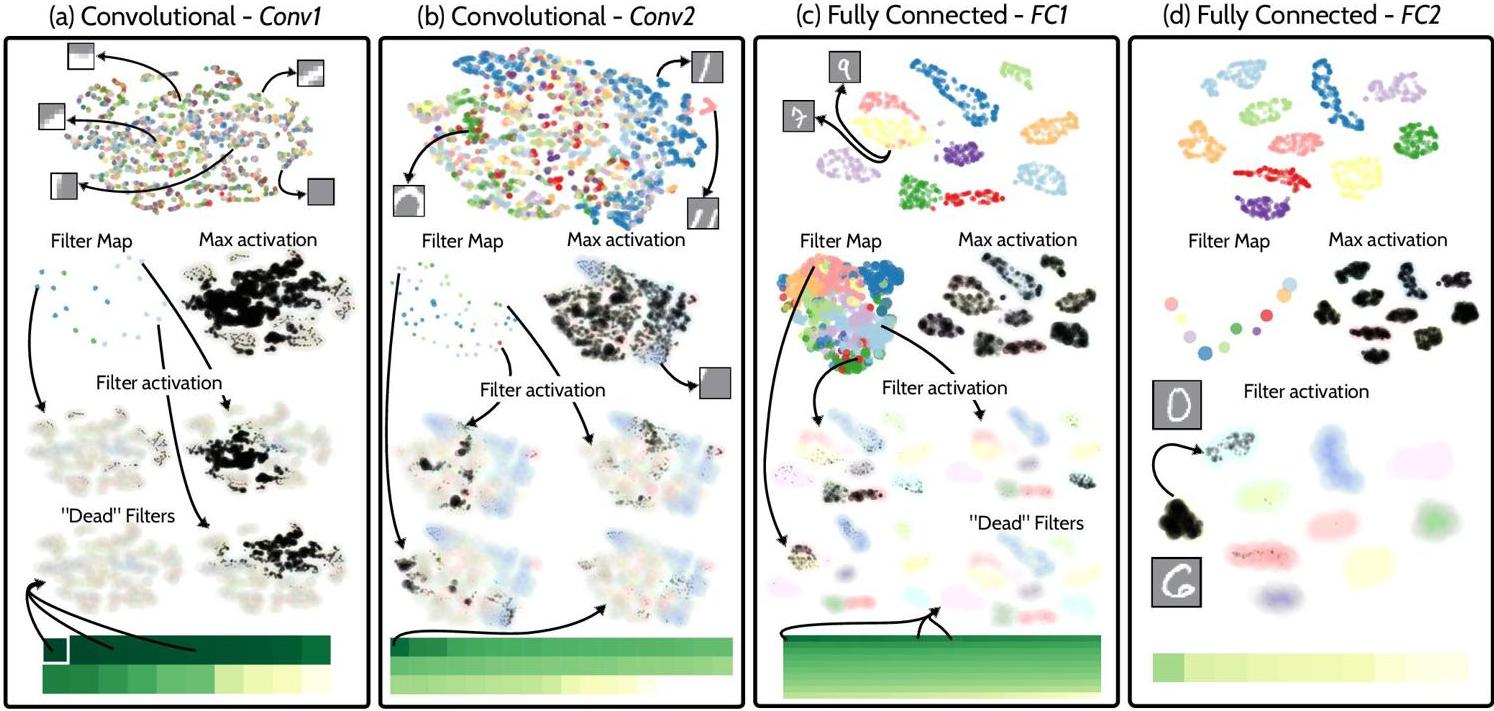 (a) Convolutional - Conv1
Filter Map
Max activation
Filter activation
"Dead" Filters
(b) Convolutional - Conv2
Filter Map
Max activation
Filter activation
(c) Fully Connected - FC1
Filter Map
Max activation
Filter activation
"Dead" Filters
(d) Fully Connected - FC2
Filter Map
Max activation
Filter activation